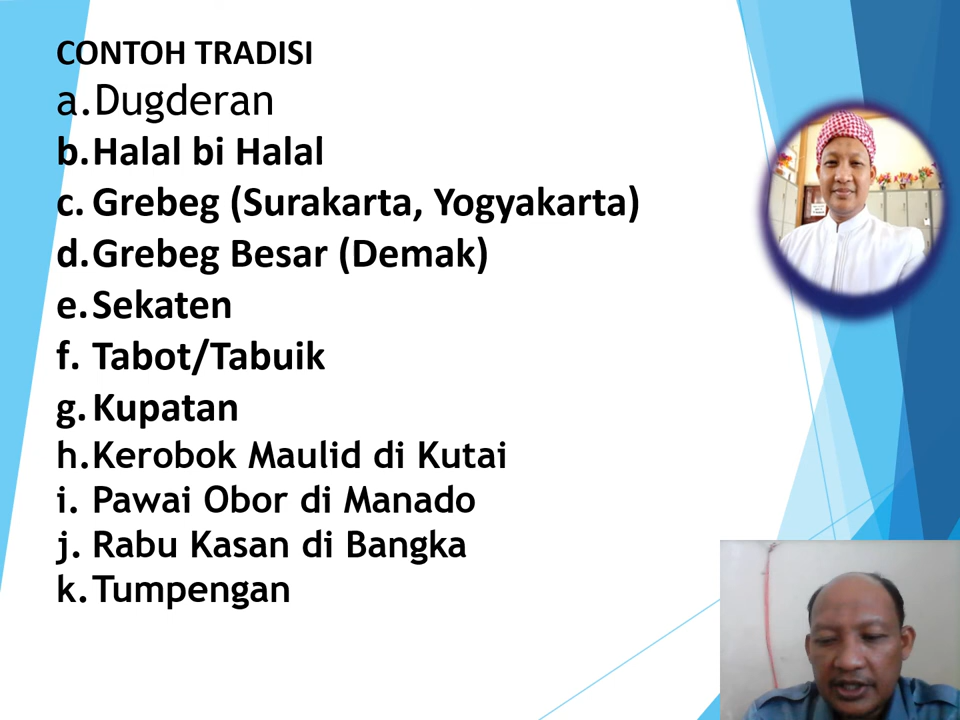 CONTOH TRADISI
a.Dugderan
b.Halal bi Halal
c. Grebeg (Surakarta, Yogyakarta)
d.Grebeg Besar (Demak)
e.Sekaten
f. Tabot/Tabuik
g.Kupatan
h.Kerobok Maulid di Kutai
i. Pawai Obor di Manado
j. Rabu Kasan di Bangka
k.Tumpengan